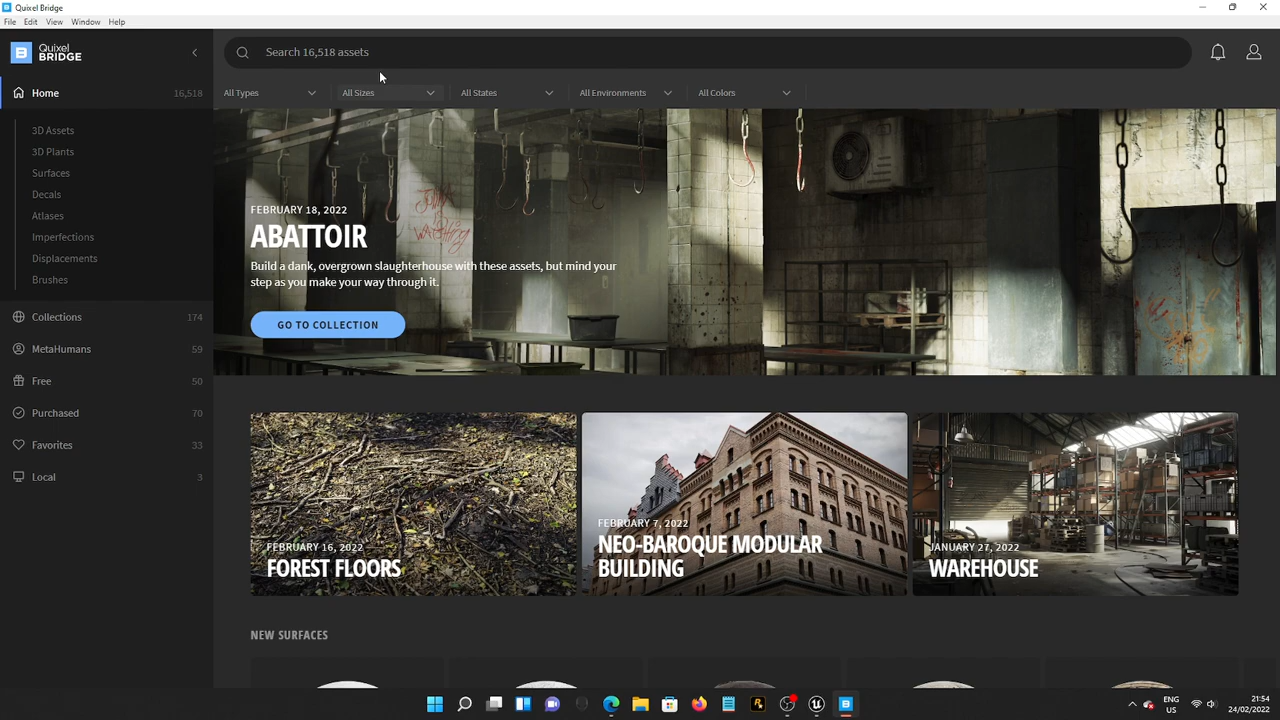 Quixel Bridge
File Edit View Window Help
Quixel
BRIDGE
Search 16,518 assets
Home 16,518
All Types All Sizes All States All Environments All Colors
3D Assets
3D Plants
Surfaces
Decals
Atlases
Imperfections
Displacements
Brushes
Collections 174
MetaHumans 59
Free 50
Purchased 70
Favorites 33
Local 3
FEBRUARY 18, 2022
ABATTOIR
Build a dank, overgrown slaughterhouse with these assets, but mind your
step as you make your way through it.
GO TO COLLECTION
FEBRUARY 16, 2022
FOREST FLOORS
FEBRUARY 7, 2022
NEO-BAROQUE MODULAR
BUILDING
JANUARY 27, 2022
WAREHOUSE
NEW SURFACES
ENG
US
21:54
24/02/2022